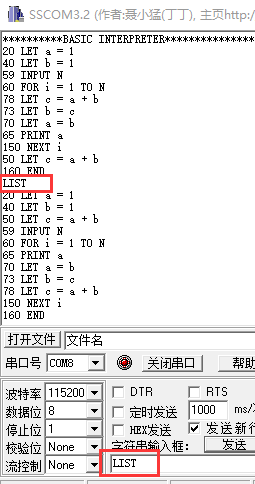 SSCOM3.2 (作者:聂小猛(丁丁), 主页http:/
**********BASIC INTERPRETER**************
20 LET a = 1
40 LET b = 1
59 INPUT N
60 FOR i = 1 TO N
78 LET c = a + b
73 LET b = c
70 LET a = b
65 PRINT a
150 NEXT i
50 LET c = a + b
160 END
LIST
20 LET a = 1
40 LET b = 1
50 LET c = a + b
59 INPUT N
60 FOR i = 1 TO N
65 PRINT a
70 LET a = b
73 LET b = c
78 LET c = a + b
150 NEXT i
160 END
打开文件 文件名
串口号 COM8 关闭串口 帮助
波特率 115200 DTR RTS
数据位 8 定时发送 1000 ms/
停止位 1 HEX发送 发送新行
校验位 None 字符串输入框: 发送
流控制 None LIST